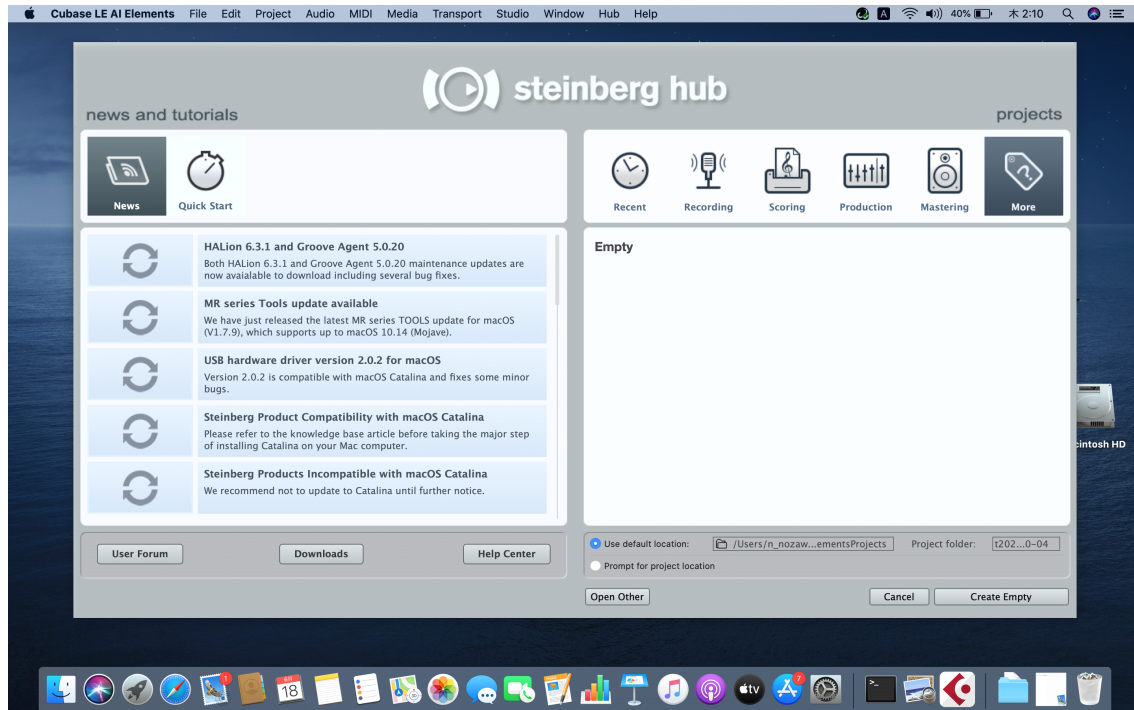 Cubase LE AI Elements File Edit Project Audio MIDI Media Transport Studio Window Hub Help A 40% 木 2:10
steinberg hub
news and tutorials
projects
News
Quick Start
Recent
Recording
Scoring
Production
Mastering
More
HALion 6.3.1 and Groove Agent 5.0.20
Both HALion 6.3.1 and Groove Agent 5.0.20 maintenance updates are
now avaialable to download including several bug fixes.
MR series Tools update available
We have just released the latest MR series TOOLS update for macOS
(V1.7.9), which supports up to macOS 10.14 (Mojave).
USB hardware driver version 2.0.2 for macOS
Version 2.0.2 is compatible with macOS Catalina and fixes some minor
bugs.
Steinberg Product Compatibility with macOS Catalina
Please refer to the knowledge base article before taking the major step
of installing Catalina on your Mac computer.
Steinberg Products Incompatible with macOS Catalina
We recommend not to update to Catalina until further notice.
Empty
intosh HD
User Forum
Downloads
Help Center
Use default location: /Users/n_nozaw...ementsProjects Project folder: t202...0-04
Prompt for project location
Open Other
Cancel
Create Empty
1
6月
18
tv
7